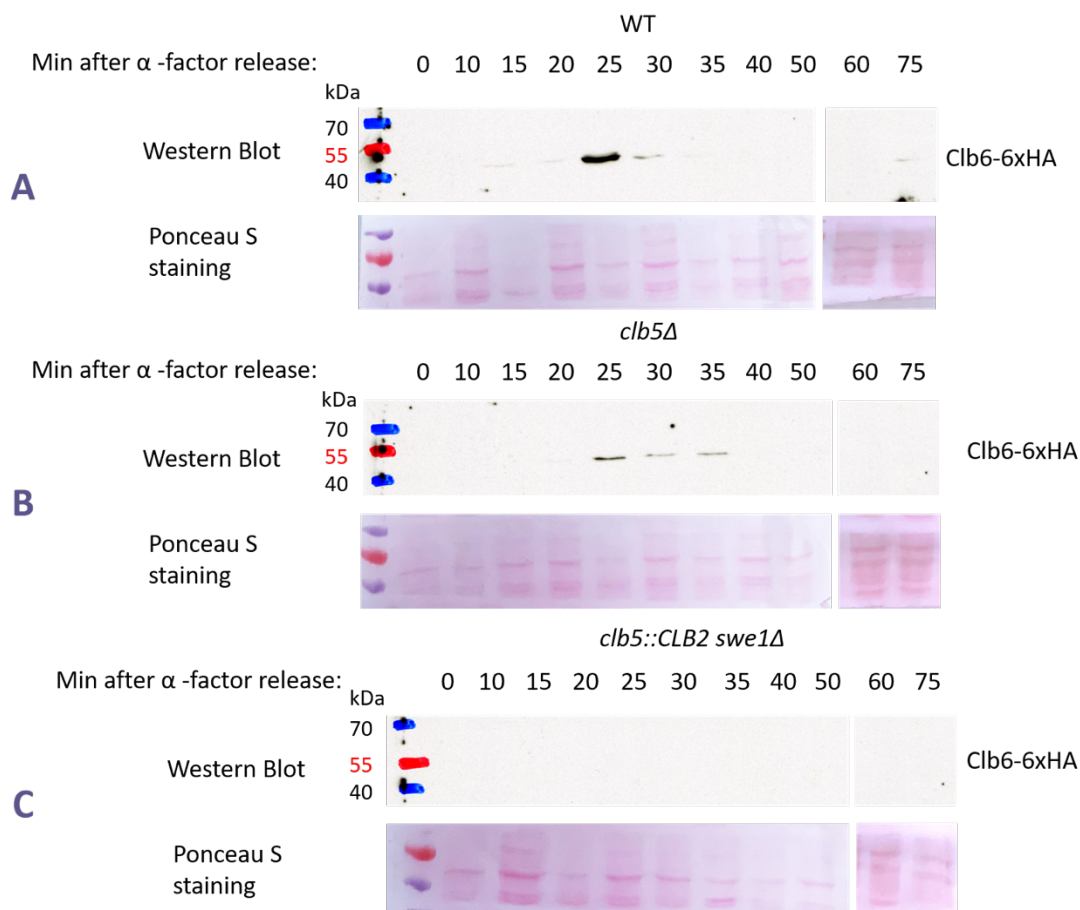 WT
Min after α -factor release: 0 10 15 20 25 30 35 40 50 60 75
kDa
70
Western Blot 55 Clb6-6xHA
40
A
Ponceau S
staining
clb5Δ
Min after α -factor release: 0 10 15 20 25 30 35 40 50 60 75
kDa
70
Western Blot 55 Clb6-6xHA
40
B
Ponceau S
staining
clb5::CLB2 swe1Δ
Min after α -factor release: 0 10 15 20 25 30 35 40 50 60 75
kDa
70
Western Blot 55 Clb6-6xHA
40
C
Ponceau S
staining